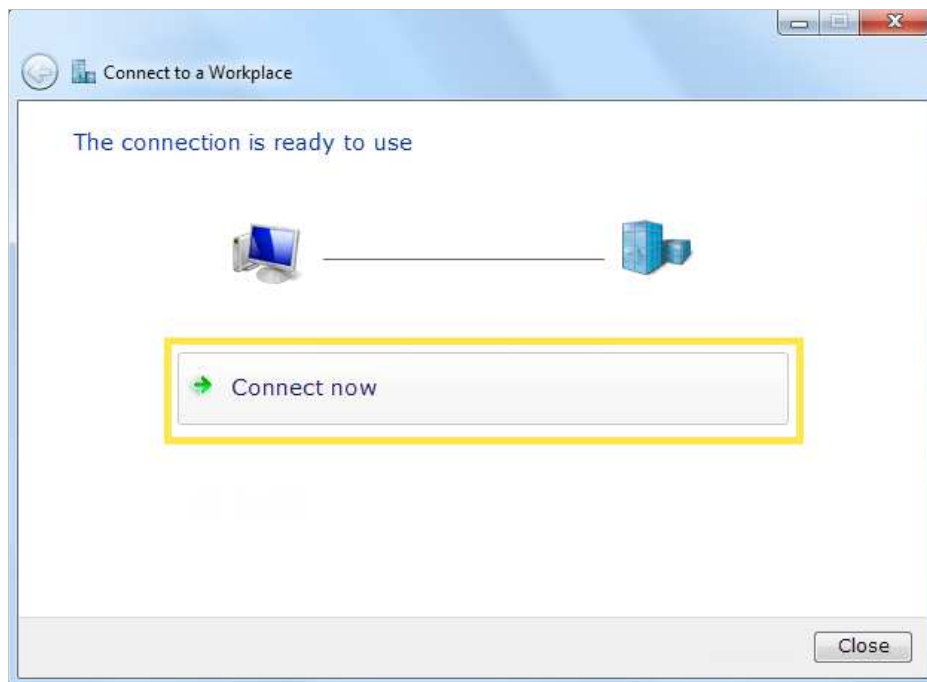 Connect to a Workplace
The connection is ready to use
Connect now
Close